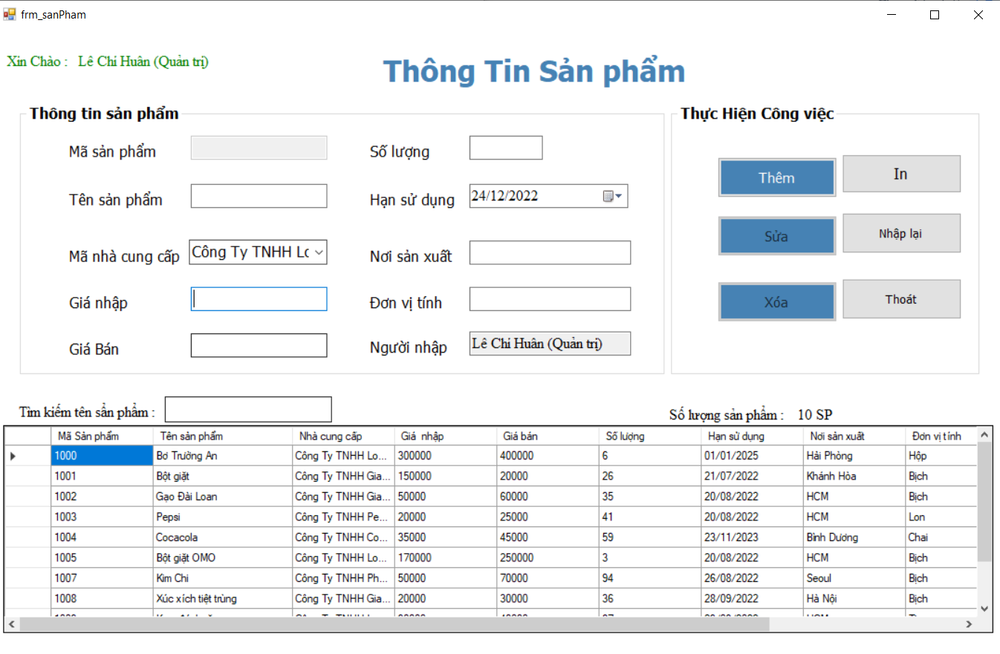 frm_sanPham
Xin Chào : Lê Chí Huân (Quản trị)
Thông Tin Sản phẩm
Thông tin sản phẩm
Mã sản phẩm
Số lượng
Tên sản phẩm
Hạn sử dụng 24/12/2022
Mã nhà cung cấp Công Ty TNHH Lo
Nơi sản xuất
Giá nhập
Đơn vị tính
Giá Bán
Người nhập Lê Chí Huân (Quản trị)
Thực Hiện Công việc
Thêm In
Sửa Nhập lại
Xóa Thoát
Tìm kiếm tên sẩn phẩm :
Số lượng sản phẩm : 10 SP
Mã Sản phẩm Tên sản phẩm Nhà cung cấp Giá nhập Giá bán Số lượng Hạn sử dụng Nơi sản xuất Đơn vị tính
1000 Bơ Trường An Công Ty TNHH Lo... 300000 400000 6 01/01/2025 Hải Phòng Hộp
1001 Bột giặt Công Ty TNHH Gia... 150000 20000 26 21/07/2022 Khánh Hòa Bịch
1002 Gạo Đài Loan Công Ty TNHH Gia... 50000 60000 35 20/08/2022 HCM Bịch
1003 Pepsi Công Ty TNHH Pe... 20000 25000 41 20/08/2022 HCM Lon
1004 Cocacola Công Ty TNHH Co... 35000 45000 59 23/11/2023 Bình Dương Chai
1005 Bột giặt OMO Công Ty TNHH Lo... 170000 250000 3 20/08/2022 HCM Bịch
1007 Kim Chi Công Ty TNHH Ph... 50000 70000 94 26/08/2022 Seoul Bịch
1008 Xúc xích tiệt trùng Công Ty TNHH Gia... 20000 30000 36 28/09/2022 Hà Nội Bịch